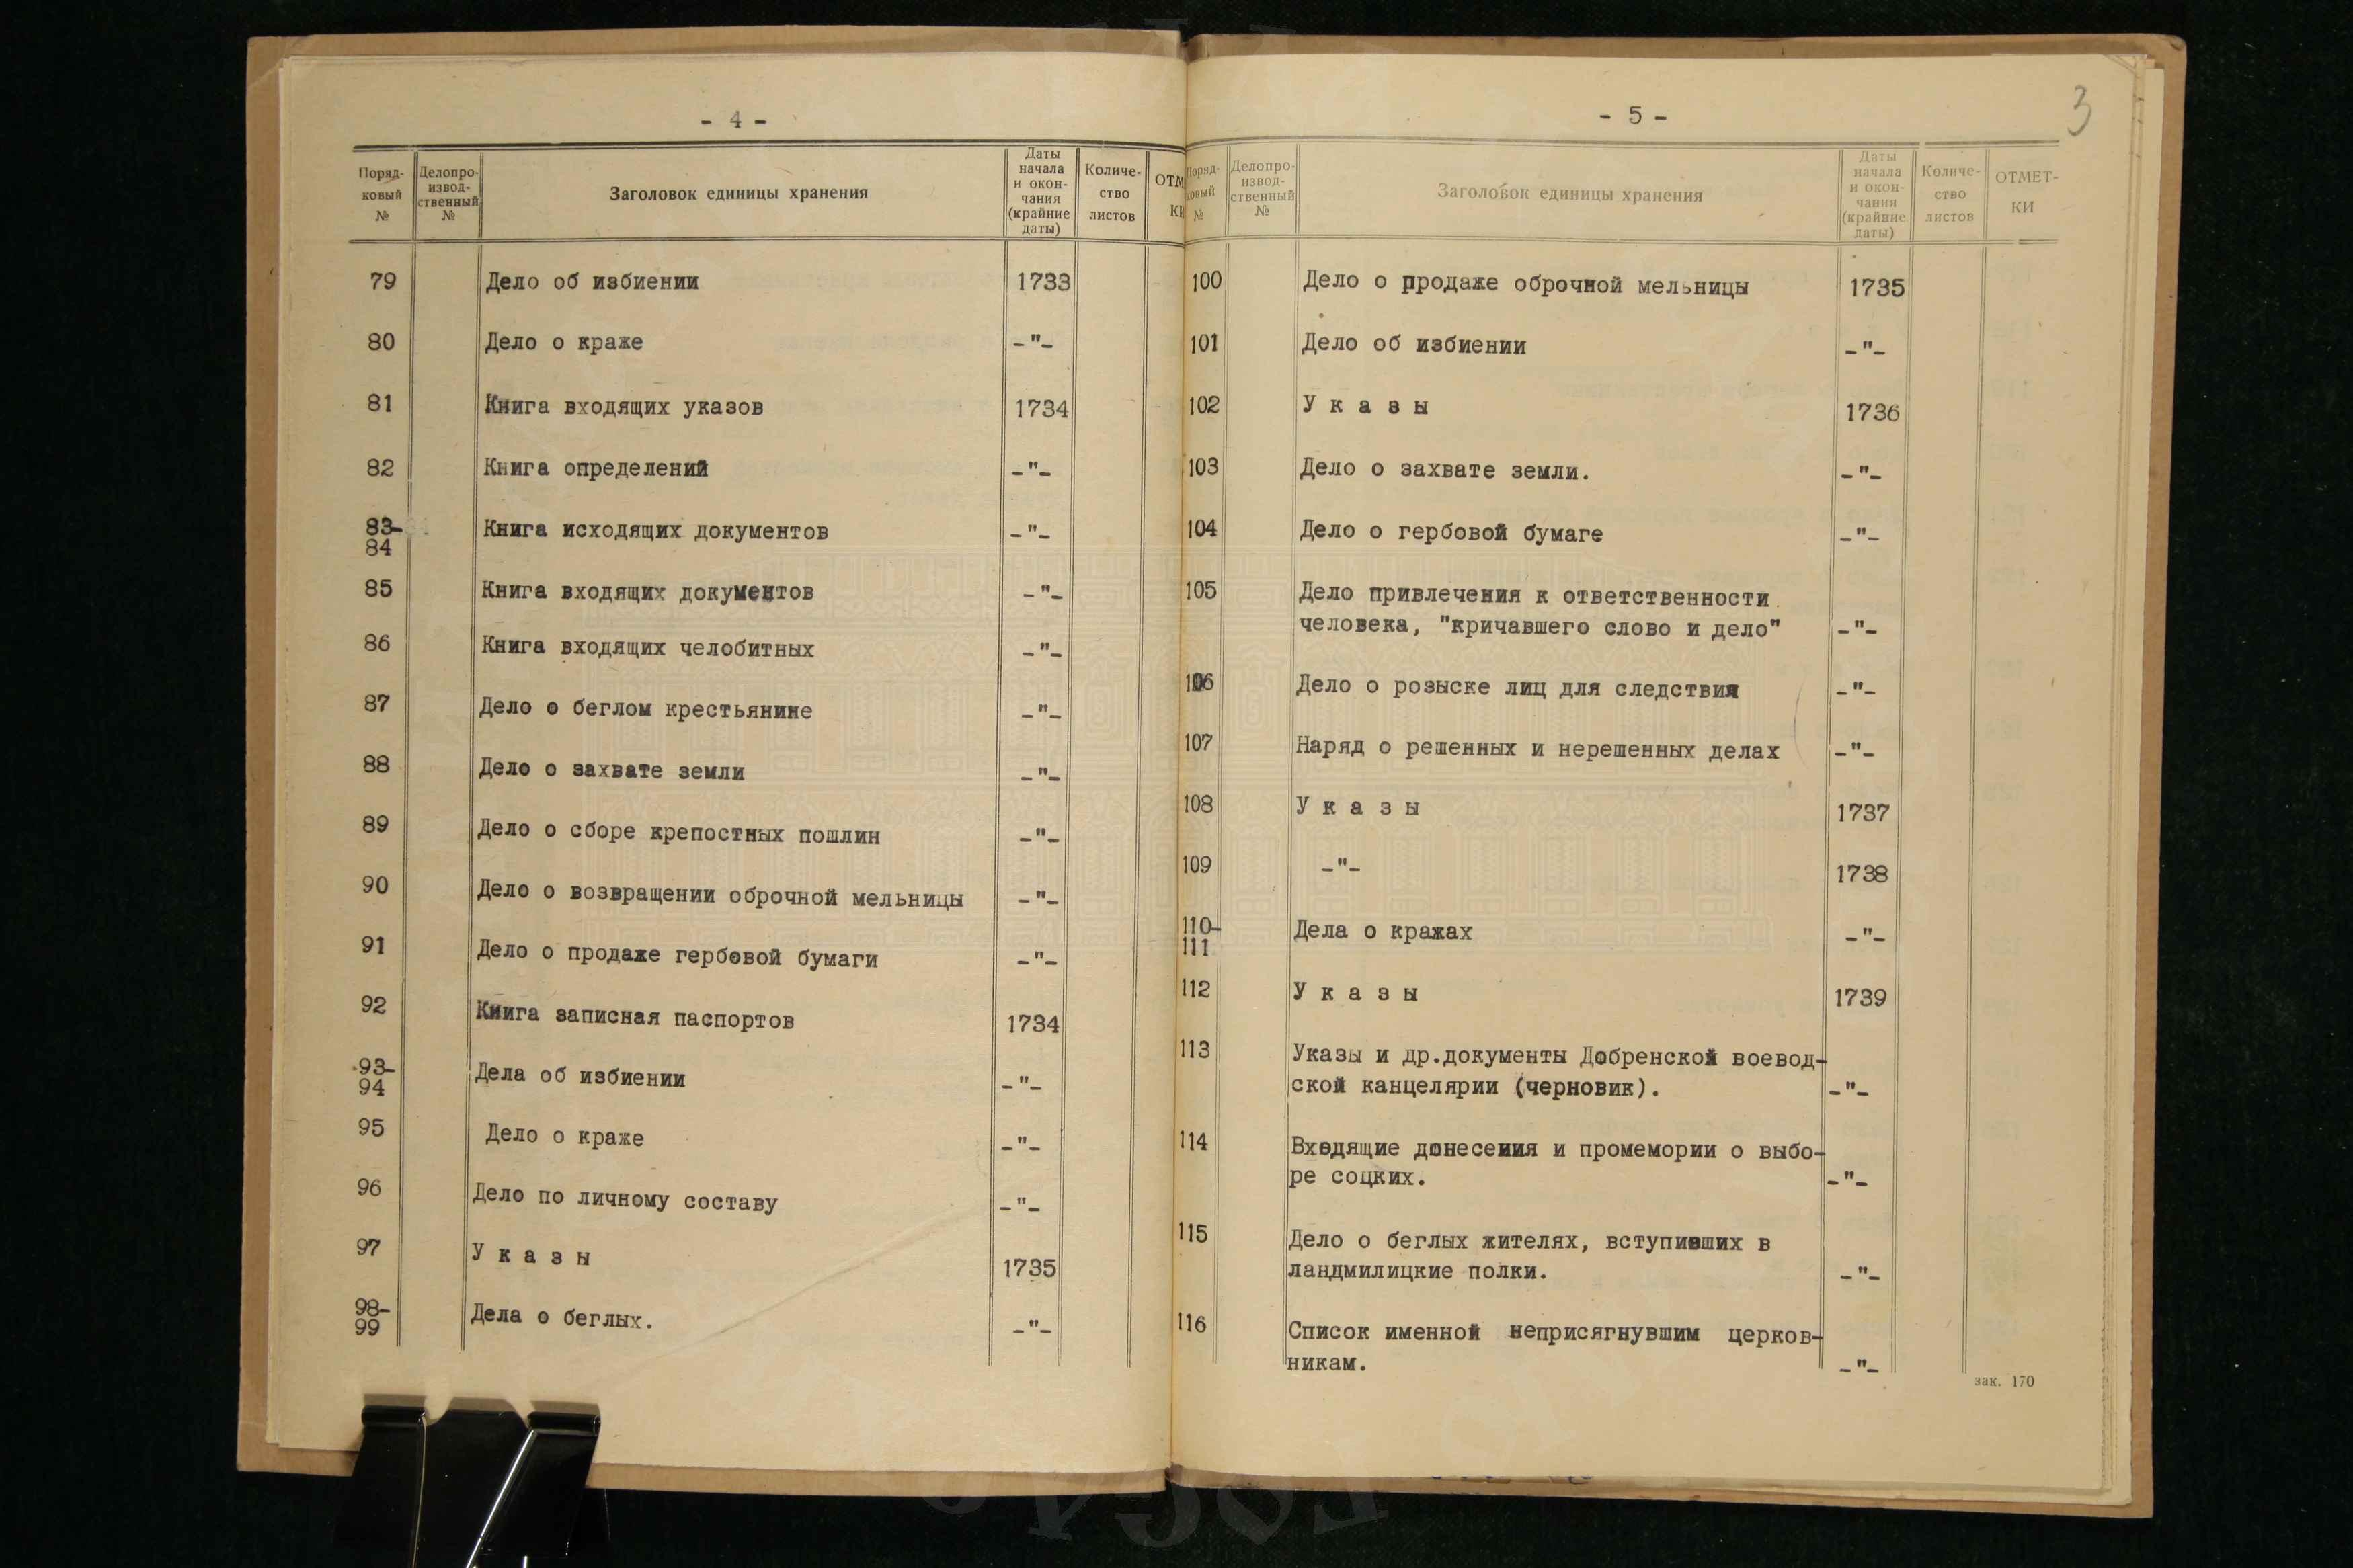 - 4 -
Поряд-
ковый
№
Делопро-
извод-
ственный
№
Заголовок единицы хранения
Даты
начала
и окон-
чания
(крайние
даты)
Количе-
ство
листов
ОТМ
КИ
79 Дело об избиении 1733
80 Дело о краже -"-
81 Книга входящих указов 1734
82 Книга определений -"-
83-
84 Книга исходящих документов -"-
85 Книга входящих документов -"-
86 Книга входящих челобитных -"-
87 Дело о беглом крестьянине -"-
88 Дело о захвате земли -"-
89 Дело о сборе крепостных пошлин -"-
90 Дело о возвращении оброчной мельницы -"-
91 Дело о продаже гербовой бумаги -"-
92 Книга записная паспортов 1734
93-
94 Дела об избиении -"-
95 Дело о краже -"-
96 Дело по личному составу -"-
97 У к а з ы 1735
98-
99 Дела о беглых. -"-
- 5 -
3
Поряд-
ковый
№
Делопро-
извод-
ственный
№
Заголовок единицы хранения
Даты
начала
и окон-
чания
(крайние
даты)
Количе-
ство
листов
ОТМЕТ-
КИ
100 Дело о продаже оброчной мельницы 1735
101 Дело об избиении -"-
102 У к а з ы 1736
103 Дело о захвате земли. -"-
104 Дело о гербовой бумаге -"-
105 Дело привлечения к ответственности
человека, "кричавшего слово и дело" -"-
106 Дело о розыске лиц для следствия -"-
107 Наряд о решенных и нерешенных делах -"-
108 У к а з ы 1737
109 -"- 1738
110-
111 Дела о кражах -"-
112 У к а з ы 1739
113 Указы и др.документы Добренской воевод-
ской канцелярии (черновик). -"-
114 Входящие донесения и промемории о выбо-
ре соцких. -"-
115 Дело о беглых жителях, вступивших в
ландмилицкие полки. -"-
116 Список именной неприсягнувшим церков-
никам. -"-
зак. 170